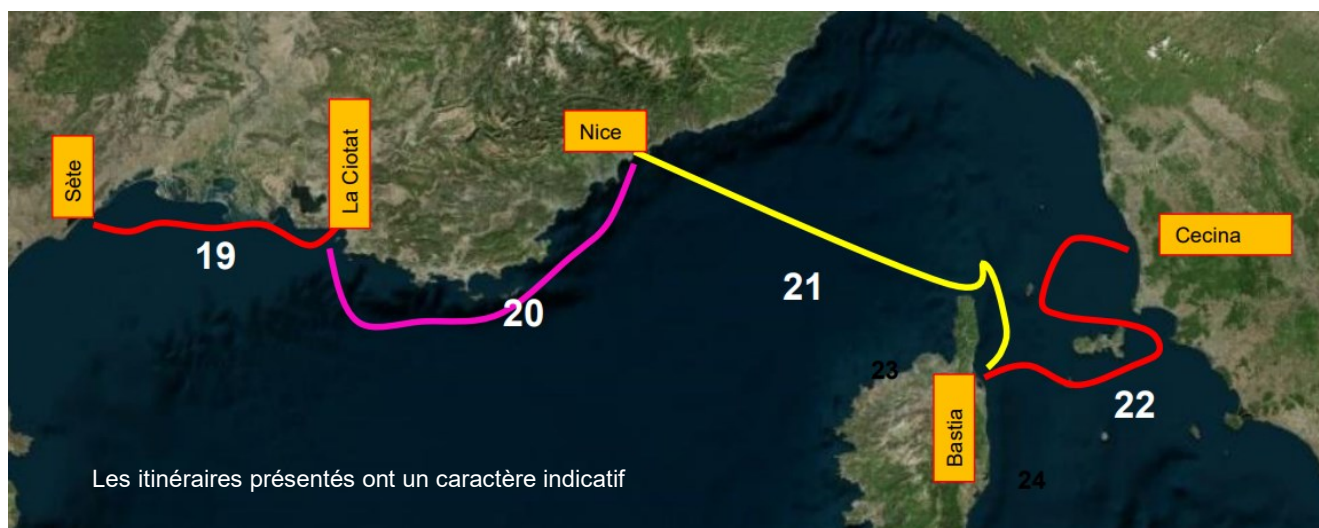 Sète
La Ciotat
Nice
Cecina
19
20
21
23
22
Bastia
24
Les itinéraires présentés ont un caractère indicatif